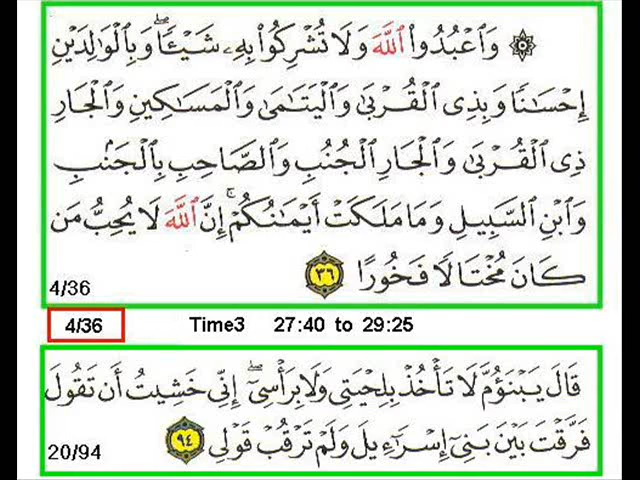 ۞ وَٱعۡبُدُواْ ٱللَّهَ وَلَا تُشۡرِكُواْ بِهِۦ شَيۡـٔٗاۖ وَبِٱلۡوَٰلِدَيۡنِ
إِحۡسَٰنٗا وَبِذِي ٱلۡقُرۡبَىٰ وَٱلۡيَتَٰمَىٰ وَٱلۡمَسَٰكِينِ وَٱلۡجَارِ
ذِي ٱلۡقُرۡبَىٰ وَٱلۡجَارِ ٱلۡجُنُبِ وَٱلصَّاحِبِ بِٱلۡجَنۢبِ
وَٱبۡنِ ٱلسَّبِيلِ وَمَا مَلَكَتۡ أَيۡمَٰنُكُمۡۗ إِنَّ ٱللَّهَ لَا يُحِبُّ مَن
كَانَ مُخۡتَالٗا فَخُورًا ٣٦
4/36
4/36 Time3 27:40 to 29:25
قَالَ يَبۡنَؤُمَّ لَا تَأۡخُذۡ بِلِحۡيَتِي وَلَا بِرَأۡسِيٓۖ إِنِّي خَشِيتُ أَن تَقُولَ
فَرَّقۡتَ بَيۡنَ بَنِيٓ إِسۡرَٰٓءِيلَ وَلَمۡ تَرۡقُبۡ قَوۡلِي ٩٤
20/94